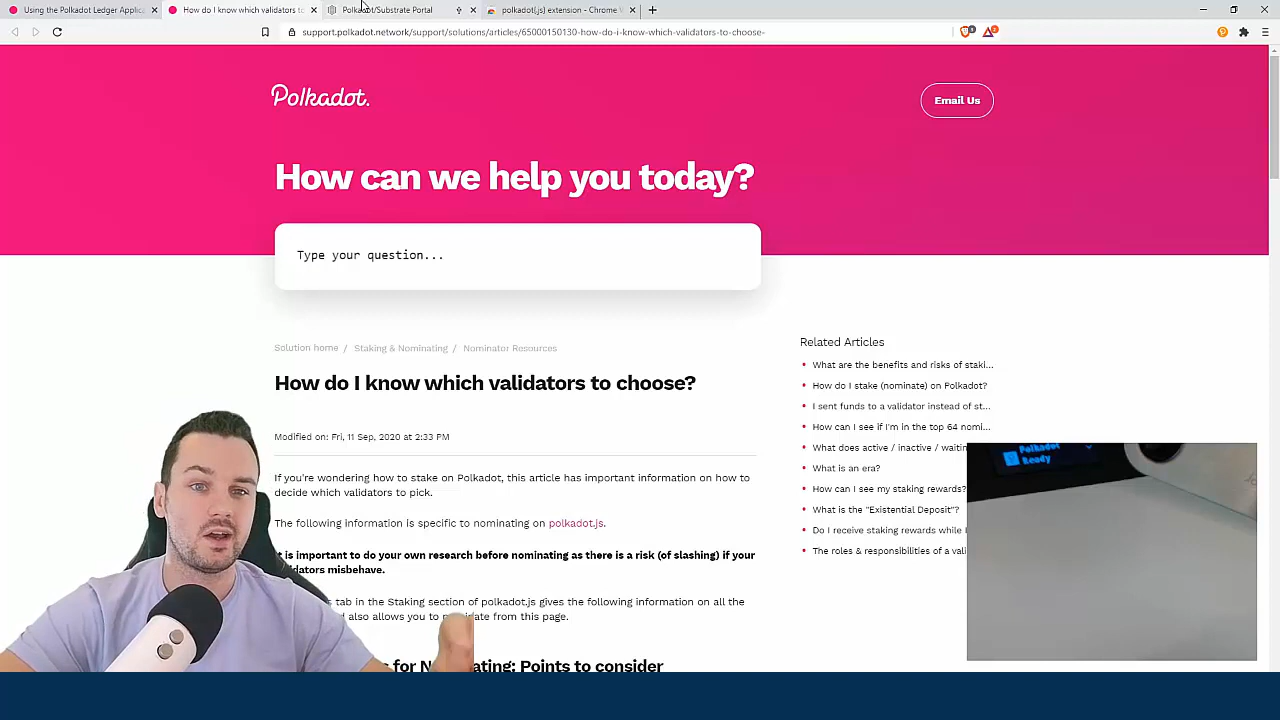 Using the Polkadot Ledger Applica
How do I know which validators to
Polkadot/Substrate Portal
polkadot{.js} extension - Chrome W
support.polkadot.network/support/solutions/articles/65000150130-how-do-i-know-which-validators-to-choose-
Polkadot.
Email Us
How can we help you today?
Type your question...
Solution home / Staking & Nominating / Nominator Resources
How do I know which validators to choose?
Modified on: Fri, 11 Sep, 2020 at 2:33 PM
If you're wondering how to stake on Polkadot, this article has important information on how to
decide which validators to pick.
The following information is specific to nominating on polkadot.js.
t is important to do your own research before nominating as there is a risk (of slashing) if your
idators misbehave.
tab in the Staking section of polkadot.js gives the following information on all the
also allows you to nominate from this page.
s for Nominating: Points to consider
Related Articles
What are the benefits and risks of staki...
How do I stake (nominate) on Polkadot?
I sent funds to a validator instead of st...
How can I see if I'm in the top 64 nomi...
What does active / inactive / waitin
What is an era?
How can I see my staking rewards?
What is the "Existential Deposit"?
Do I receive staking rewards while
The roles & responsibilities of a vali
Polkadot
Ready